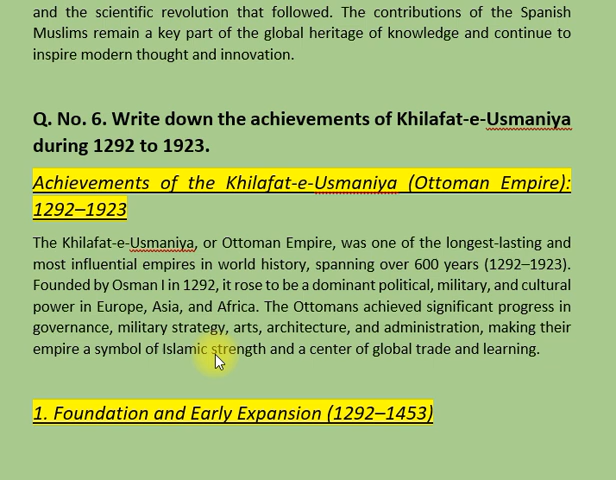 and the scientific revolution that followed. The contributions of the Spanish
Muslims remain a key part of the global heritage of knowledge and continue to
inspire modern thought and innovation.
Q. No. 6. Write down the achievements of Khilafat-e-Usmaniya
during 1292 to 1923.
Achievements of the Khilafat-e-Usmaniya (Ottoman Empire):
1292–1923
The Khilafat-e-Usmaniya, or Ottoman Empire, was one of the longest-lasting and
most influential empires in world history, spanning over 600 years (1292–1923).
Founded by Osman I in 1292, it rose to be a dominant political, military, and cultural
power in Europe, Asia, and Africa. The Ottomans achieved significant progress in
governance, military strategy, arts, architecture, and administration, making their
empire a symbol of Islamic strength and a center of global trade and learning.
1. Foundation and Early Expansion (1292–1453)